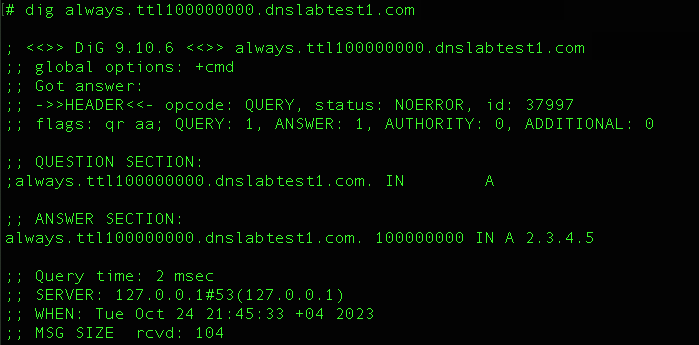 # dig always.ttl100000000.dnslabtest1.com
; <<>> DiG 9.10.6 <<>> always.ttl100000000.dnslabtest1.com
;; global options: +cmd
;; Got answer:
;; ->>HEADER<<- opcode: QUERY, status: NOERROR, id: 37997
;; flags: qr aa; QUERY: 1, ANSWER: 1, AUTHORITY: 0, ADDITIONAL: 0
;; QUESTION SECTION:
;always.ttl100000000.dnslabtest1.com. IN A
;; ANSWER SECTION:
always.ttl100000000.dnslabtest1.com. 100000000 IN A 2.3.4.5
;; Query time: 2 msec
;; SERVER: 127.0.0.1#53(127.0.0.1)
;; WHEN: Tue Oct 24 21:45:33 +04 2023
;; MSG SIZE rcvd: 104